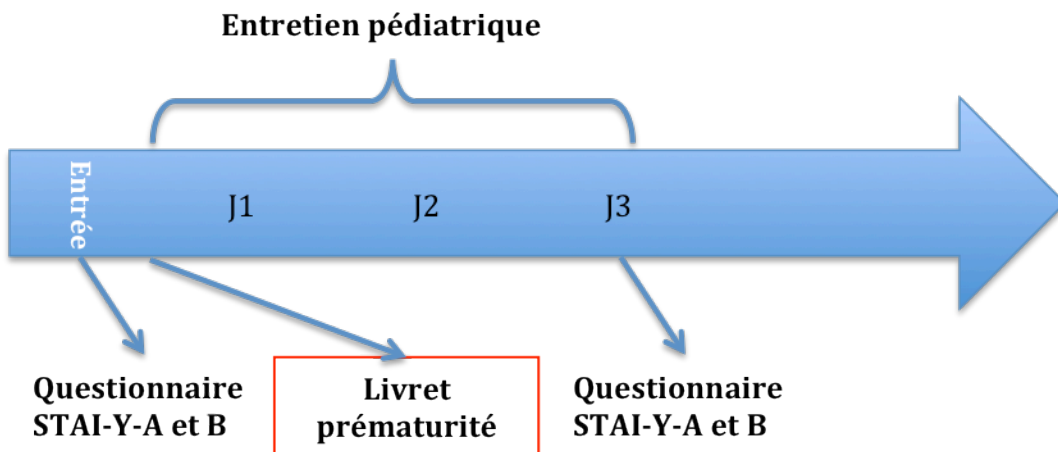 Entretien pédiatrique
Entrée
J1
J2
J3
Questionnaire
STAI-Y-A et B
Livret
prématurité
Questionnaire
STAI-Y-A et B